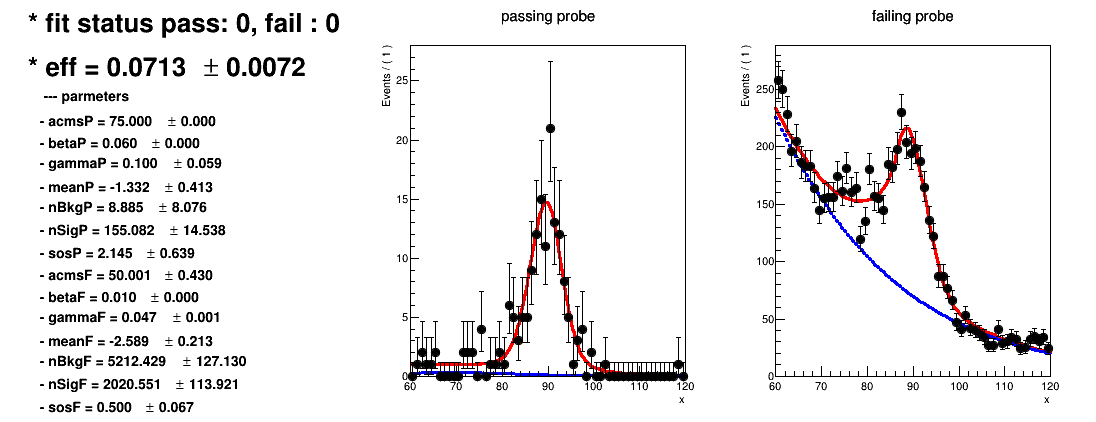 * fit status pass: 0, fail : 0
* eff = 0.0713 ± 0.0072
--- parmeters
- acmsP = 75.000 ± 0.000
- betaP = 0.060 ± 0.000
- gammaP = 0.100 ± 0.059
- meanP = -1.332 ± 0.413
- nBkgP = 8.885 ± 8.076
- nSigP = 155.082 ± 14.538
- sosP = 2.145 ± 0.639
- acmsF = 50.001 ± 0.430
- betaF = 0.010 ± 0.000
- gammaF = 0.047 ± 0.001
- meanF = -2.589 ± 0.213
- nBkgF = 5212.429 ± 127.130
- nSigF = 2020.551 ± 113.921
- sosF = 0.500 ± 0.067
passing probe
Events / ( 1 )
25
20
15
10
5
0
60 70 80 90 100 110 120
x
failing probe
Events / ( 1 )
250
200
150
100
50
0
60 70 80 90 100 110 120
x